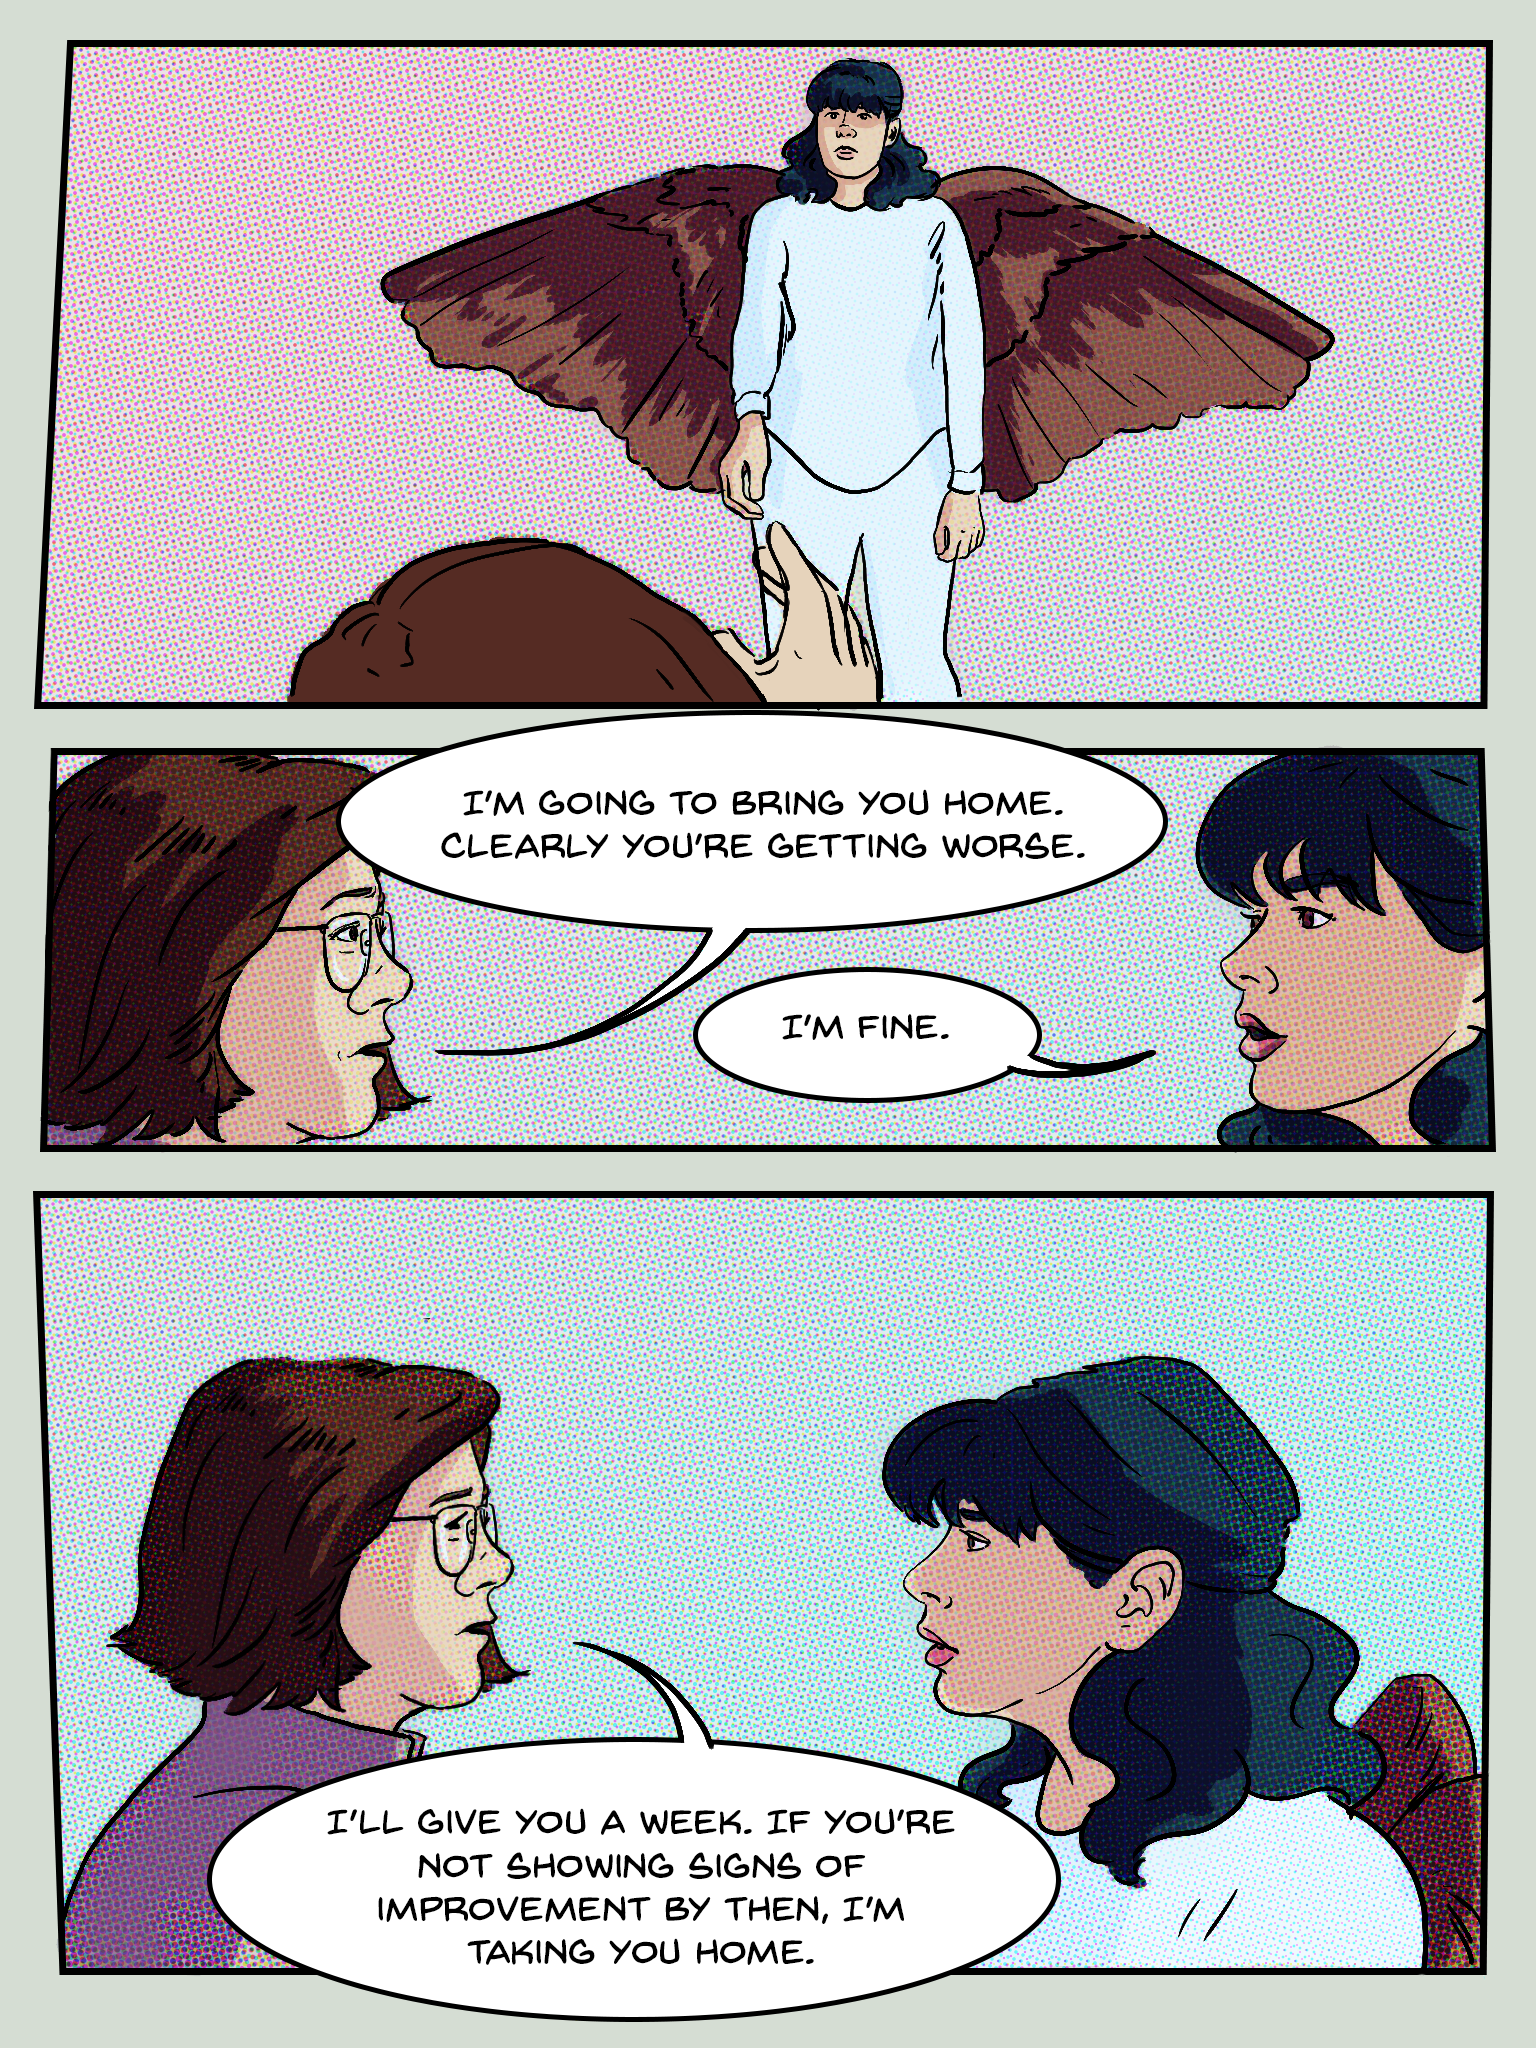 I'M GOING TO BRING YOU HOME.
CLEARLY YOU'RE GETTING WORSE.
I'M FINE.
I'LL GIVE YOU A WEEK. IF YOU'RE
NOT SHOWING SIGNS OF
IMPROVEMENT BY THEN, I'M
TAKING YOU HOME.